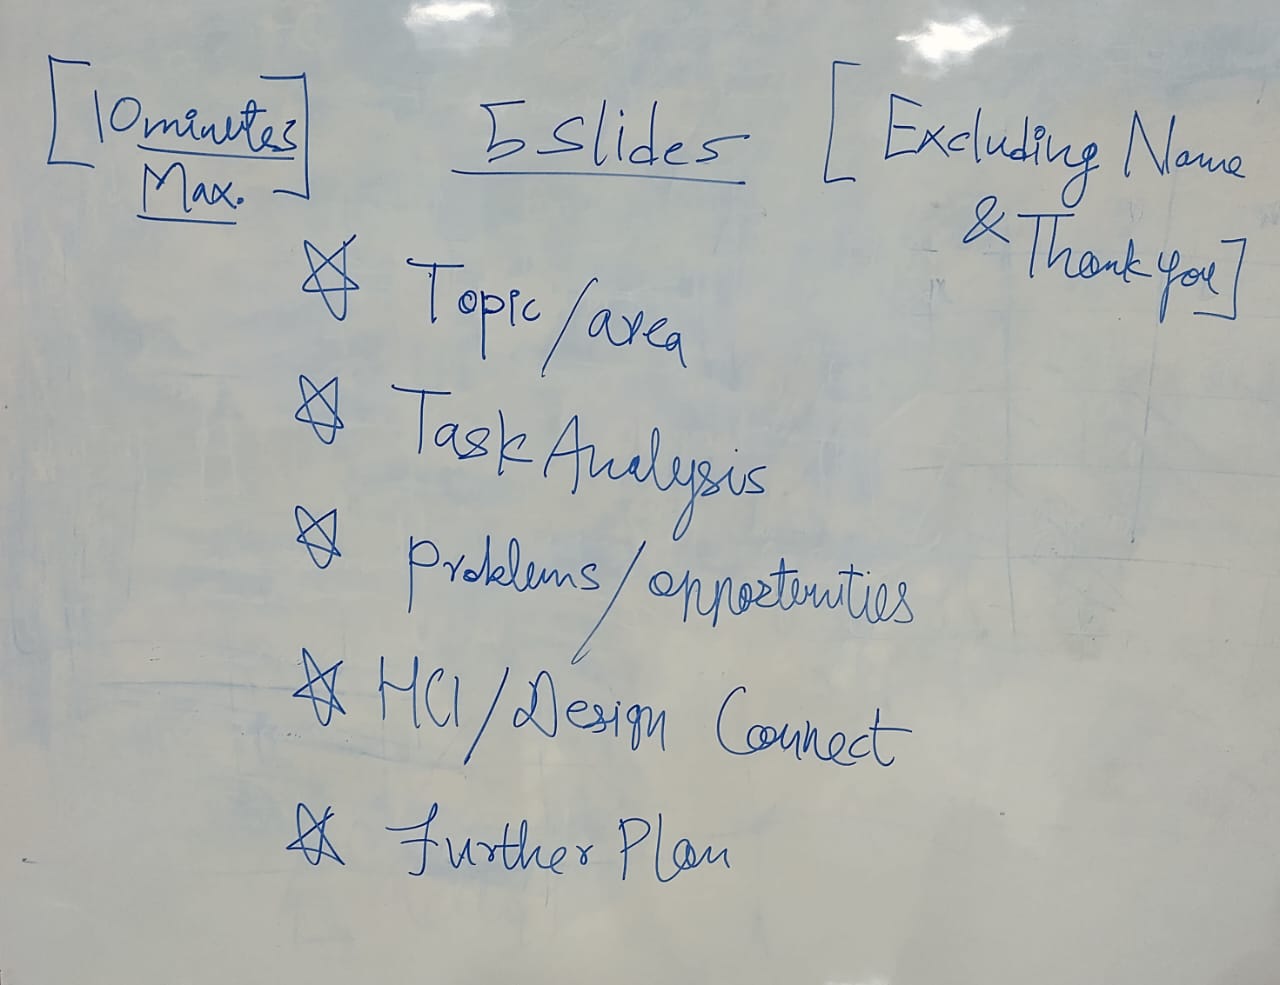 [10 minutes Max.]
5 Slides
[Excluding Name
& Thank you]
☆ Topic/area
☆ Task Analysis
☆ Problems/opportunities
☆ HCI/Design Connect
☆ Further Plan